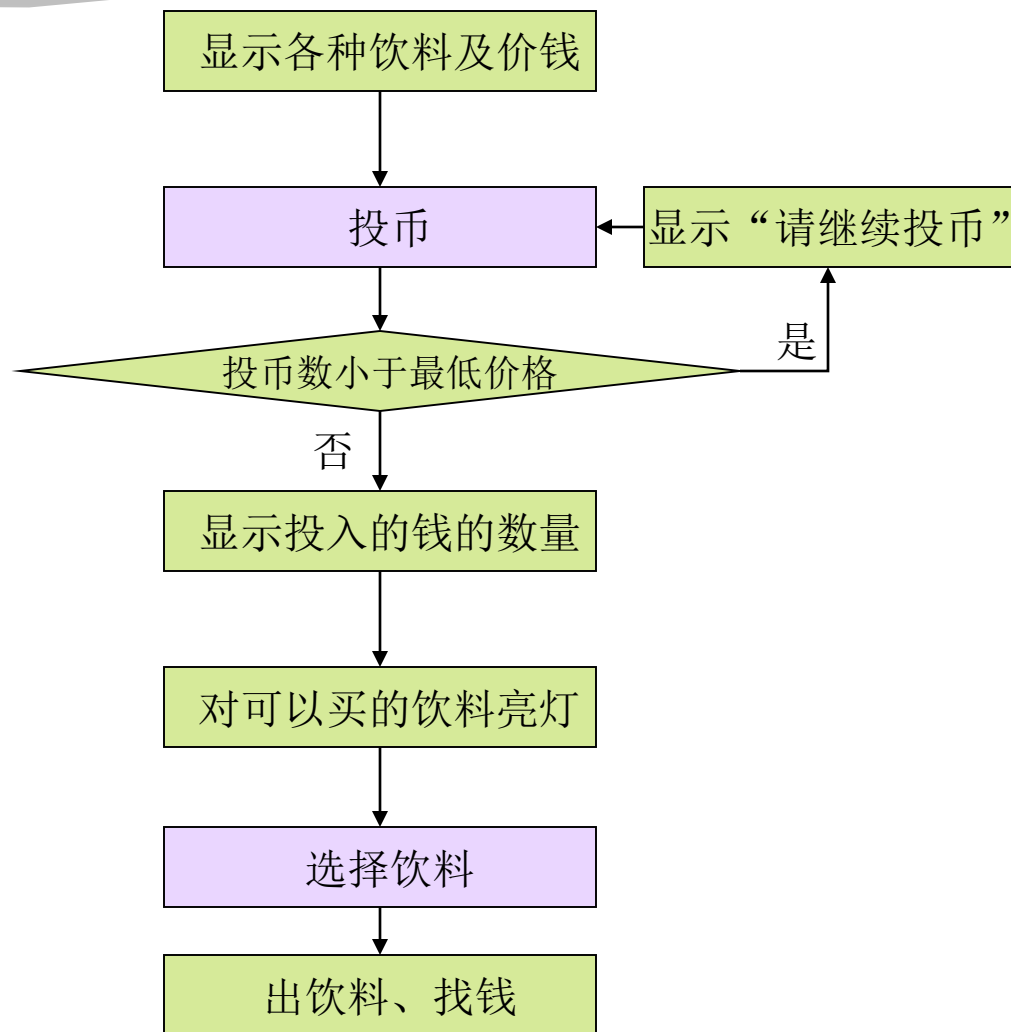 显示各种饮料及价钱
投币
显示“请继续投币”
是
投币数小于最低价格
否
显示投入的钱的数量
对可以买的饮料亮灯
选择饮料
出饮料、找钱